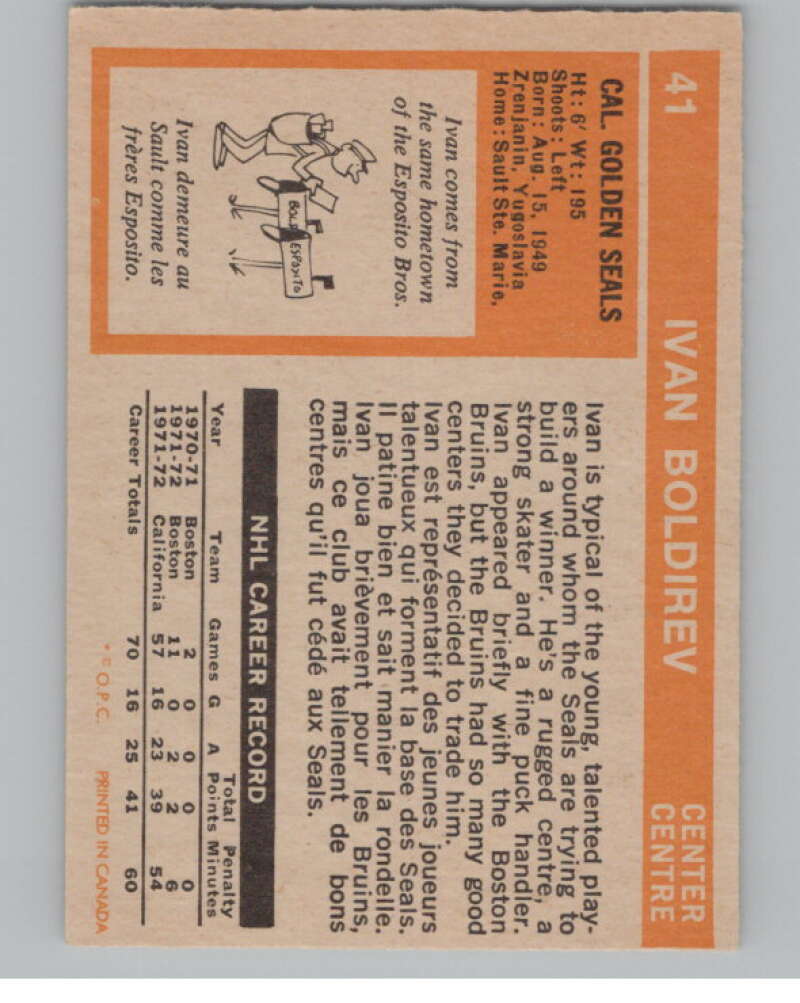 41 IVAN BOLDIREV CENTER
CENTRE
CAL. GOLDEN SEALS
Ht: 6' Wt: 195
Shoots: Left
Born: Aug. 15, 1949
Zrenjanin, Yugoslavia
Home: Sault Ste. Marie,
Ivan comes from
the same hometown
of the Esposito Bros.
BOLD
ESPOSITO
Ivan demeure au
Sault comme les
frères Esposito.
Ivan is typical of the young, talented play-
ers around whom the Seals are trying to
build a winner. He's a rugged centre, a
strong skater and a fine puck handler.
Ivan appeared briefly with the Boston
Bruins, but the Bruins had so many good
centers they decided to trade him.
Ivan est représentatif des jeunes joueurs
talentueux qui forment la base des Seals.
Il patine bien et sait manier la rondelle.
Ivan joua brièvement pour les Bruins,
mais ce club avait tellement de bons
centres qu'il fut cédé aux Seals.
NHL CAREER RECORD
Total Penalty
Year Team Games G A Points Minutes
1970-71 Boston 2 0 0 0 0
1971-72 Boston 11 0 2 2 6
1971-72 California 57 16 23 39 54
Career Totals 70 16 25 41 60
* © O.P.C. PRINTED IN CANADA